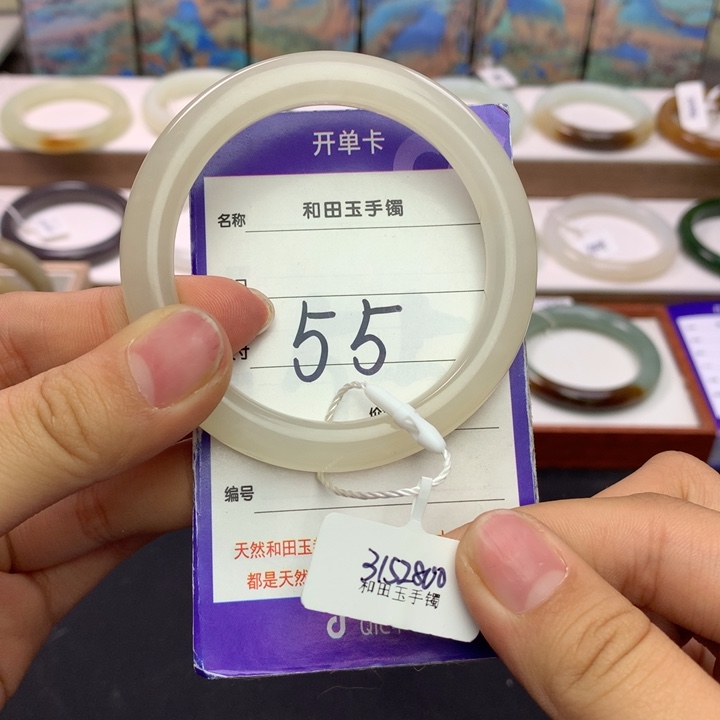 开单卡
名称 和田玉手镯
55
编号
天然和田玉
都是天然
3152800
和田玉手镯